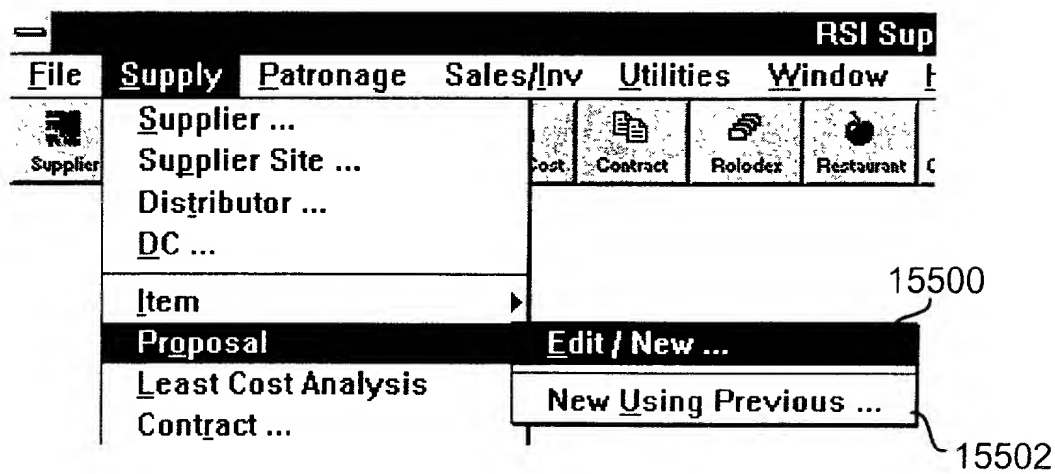 RSI Sup
File Supply Patronage Sales/Inv Utilities Window
Supplier Cost Contract Rolodex Restaurant
Supplier ...
Supplier Site ...
Distributor ...
DC ...
Item
Proposal
Least Cost Analysis
Contract ...
15500
Edit / New ...
New Using Previous ...
15502